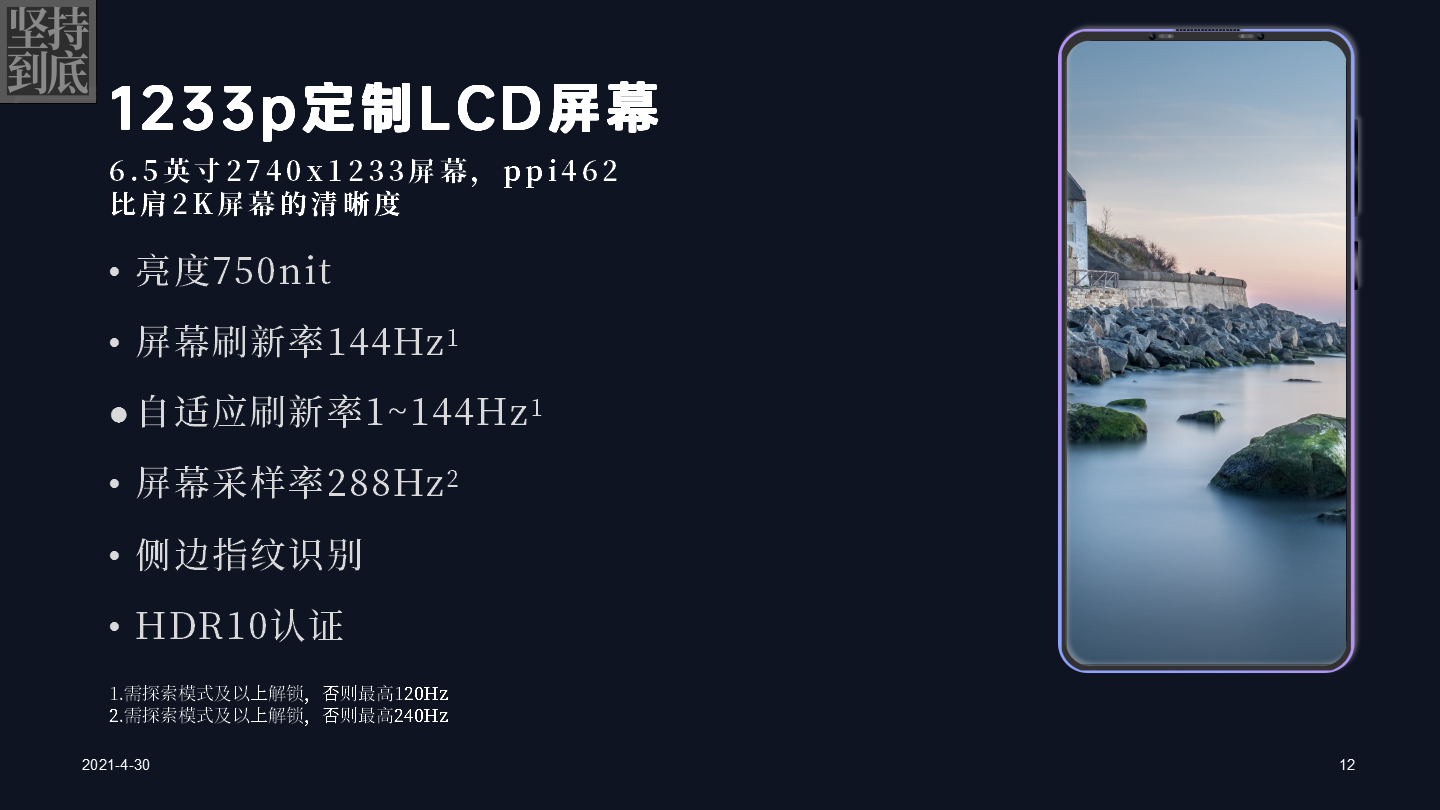 坚持
到底
1233p定制LCD屏幕
6.5英寸2740x1233屏幕，ppi462
比肩2K屏幕的清晰度
• 亮度750nit
• 屏幕刷新率144Hz¹
● 自适应刷新率1~144Hz¹
• 屏幕采样率288Hz²
• 侧边指纹识别
• HDR10认证
1.需探索模式及以上解锁，否则最高120Hz
2.需探索模式及以上解锁，否则最高240Hz
2021-4-30
12